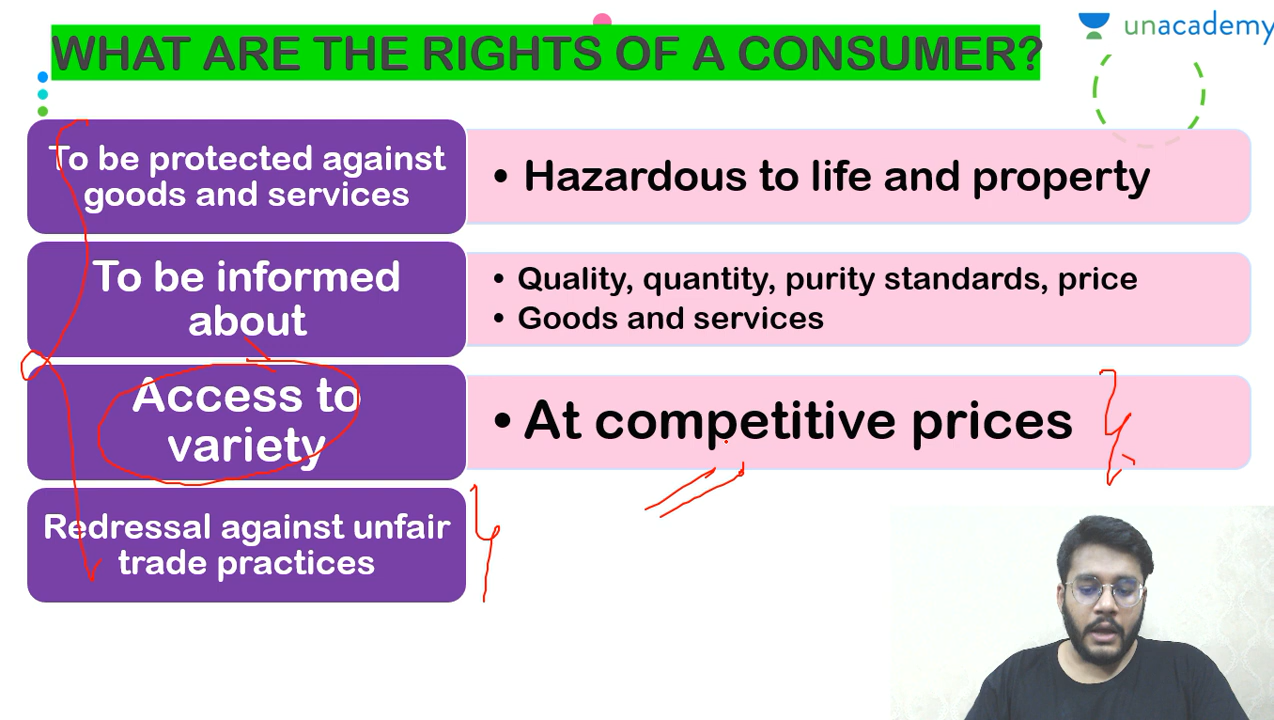 WHAT ARE THE RIGHTS OF A CONSUMER?
unacademy
To be protected against
goods and services
• Hazardous to life and property
To be informed
about
• Quality, quantity, purity standards, price
• Goods and services
Access to
variety
• At competitive prices
Redressal against unfair
trade practices